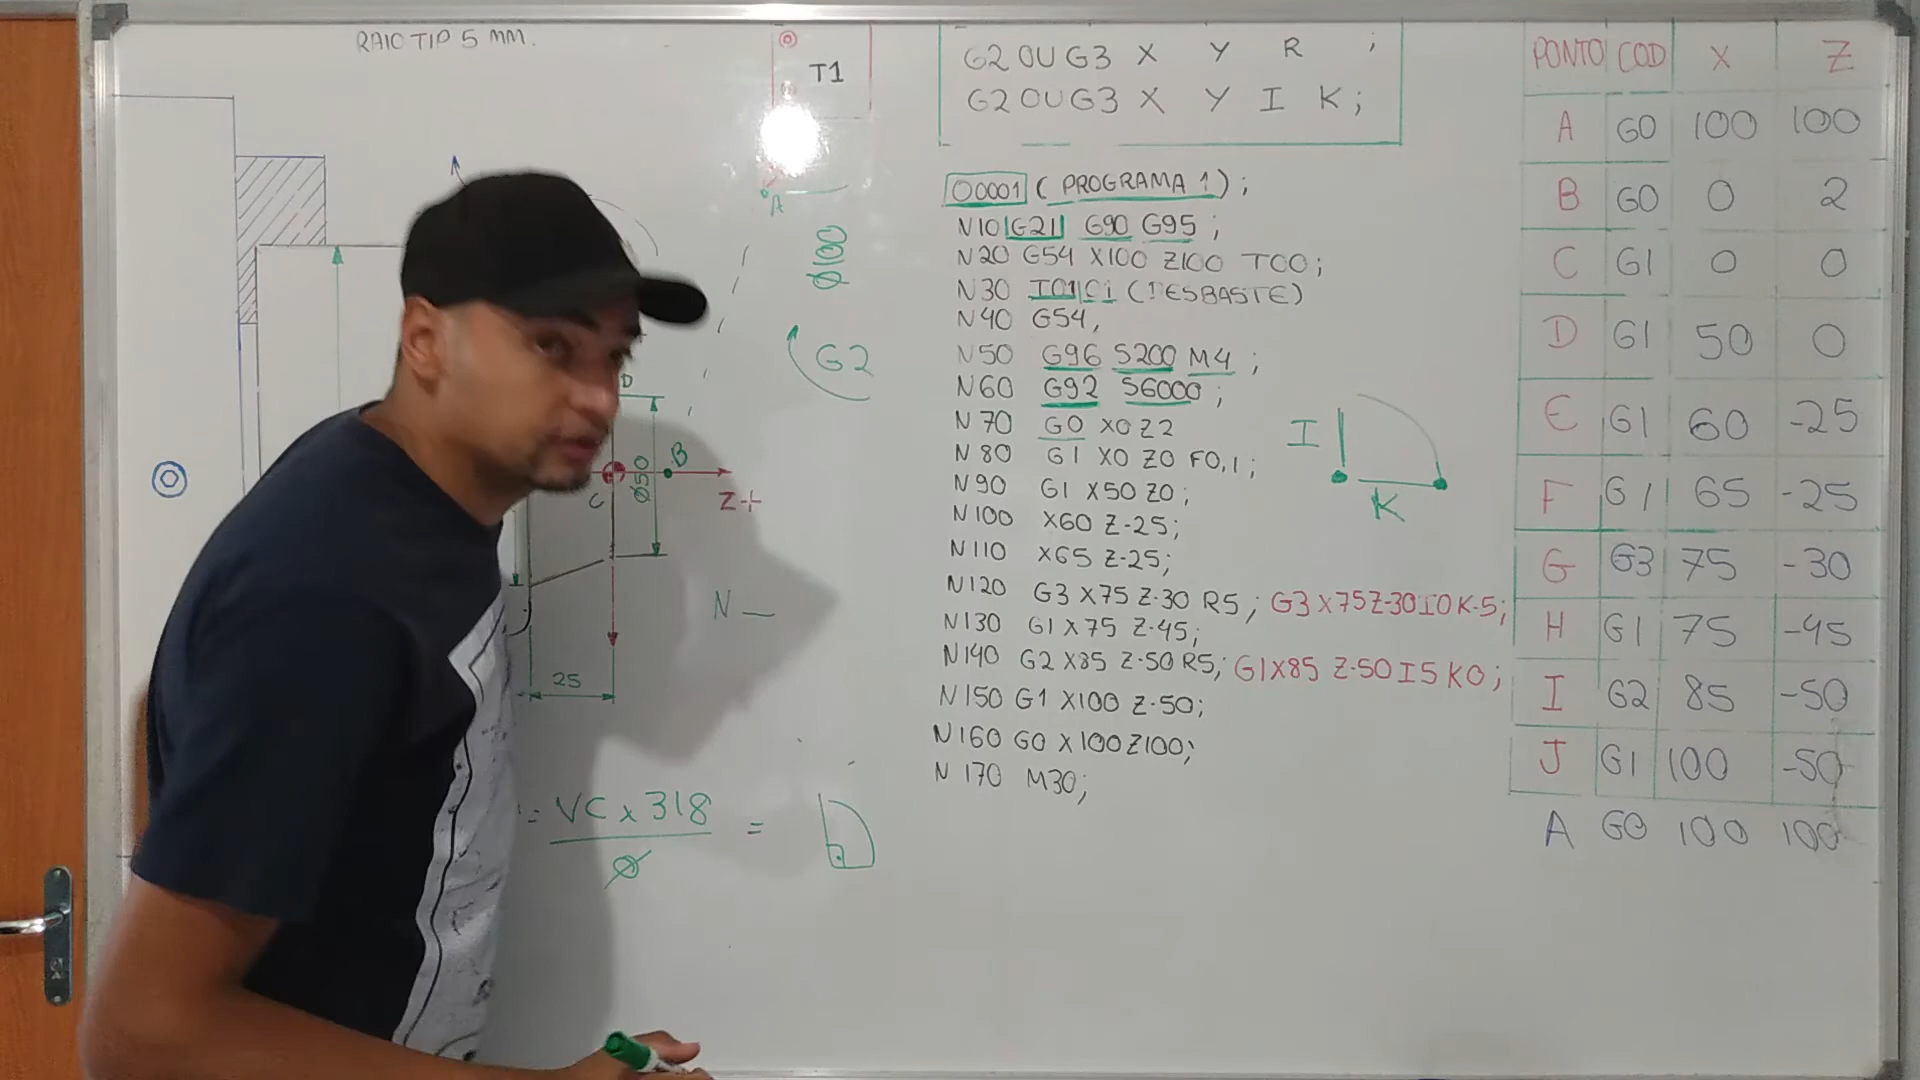 RAIO TIP 5 MM.
T1
A
Ø100
G2
D
B
Ø50
C
Z+
N —
25
= VC x 318 =
Ø
G2 OU G3 X Y R ;
G2 OU G3 X Y I K;
O0001 (PROGRAMA 1);
N10 G21 G90 G95 ;
N20 G54 X100 Z100 T00;
N30 T0101 (DESBASTE)
N40 G54,
N50 G96 S200 M4 ;
N60 G92 S6000 ;
N70 G0 X0 Z2
N80 G1 X0 Z0 F0,1;
N90 G1 X50 Z0;
N100 X60 Z-25;
N110 X65 Z-25;
N120 G3 X75 Z-30 R5; G3 X75 Z-30 I0 K-5;
N130 G1 X75 Z-45;
N140 G2 X85 Z-50 R5; G1X85 Z-50 I5 K0;
N150 G1 X100 Z-50;
N160 G0 X100 Z100;
N170 M30;
I
K
PONTO COD X Z
A G0 100 100
B G0 0 2
C G1 0 0
D G1 50 0
E G1 60 -25
F G1 65 -25
G G3 75 -30
H G1 75 -45
I G2 85 -50
J G1 100 -50
A G0 100 100